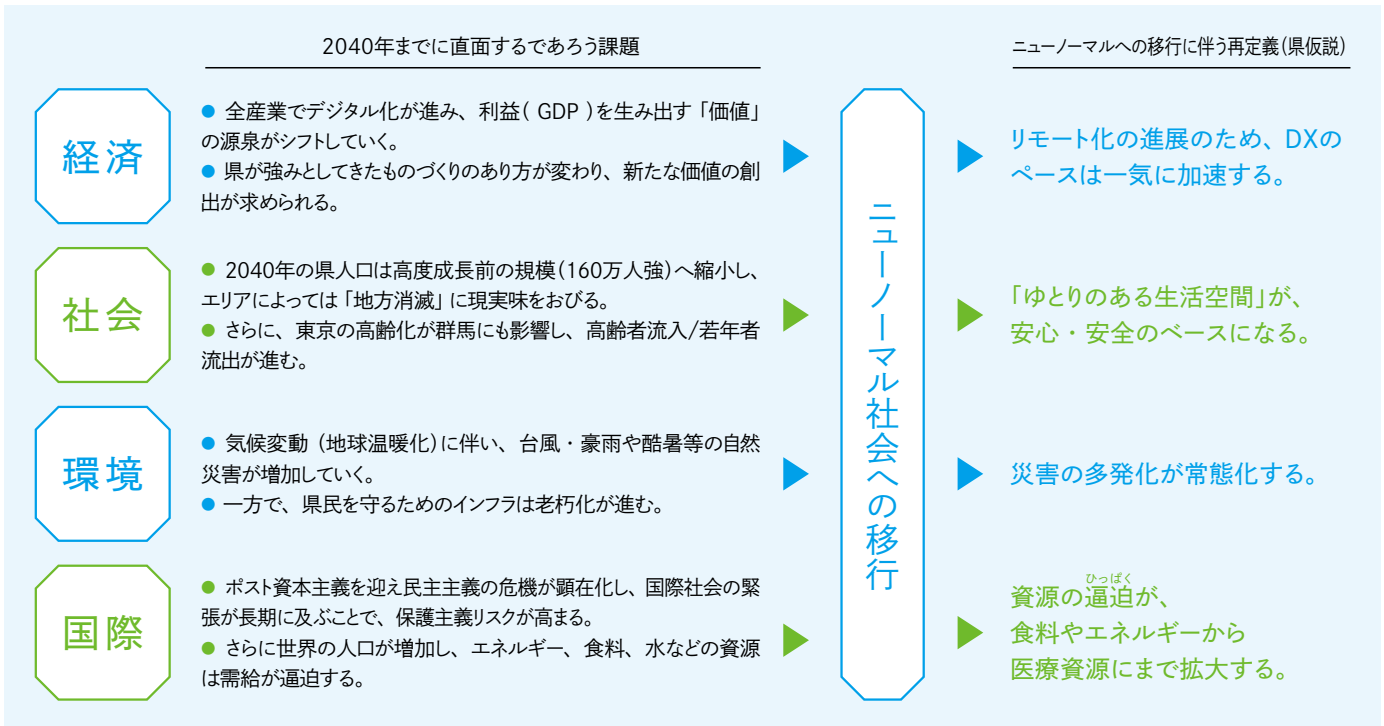 2040年までに直面するであろう課題
ニューノーマルへの移行に伴う再定義(県仮説)
経済
● 全産業でデジタル化が進み、利益( GDP )を生み出す「価値」
の源泉がシフトしていく。
● 県が強みとしてきたものづくりのあり方が変わり、新たな価値の創
出が求められる。
リモート化の進展のため、DXの
ペースは一気に加速する。
社会
● 2040年の県人口は高度成長前の規模(160万人強)へ縮小し、
エリアによっては「地方消滅」に現実味をおびる。
● さらに、東京の高齢化が群馬にも影響し、高齢者流入/若年者
流出が進む。
「ゆとりのある生活空間」が、
安心・安全のベースになる。
環境
● 気候変動(地球温暖化)に伴い、台風・豪雨や酷暑等の自然
災害が増加していく。
● 一方で、県民を守るためのインフラは老朽化が進む。
災害の多発化が常態化する。
国際
● ポスト資本主義を迎え民主主義の危機が顕在化し、国際社会の緊
張が長期に及ぶことで、保護主義リスクが高まる。
● さらに世界の人口が増加し、エネルギー、食料、水などの資源
は需給が逼迫する。
ひっぱく
資源の逼迫が、
食料やエネルギーから
医療資源にまで拡大する。
ニューノーマル社会への移行